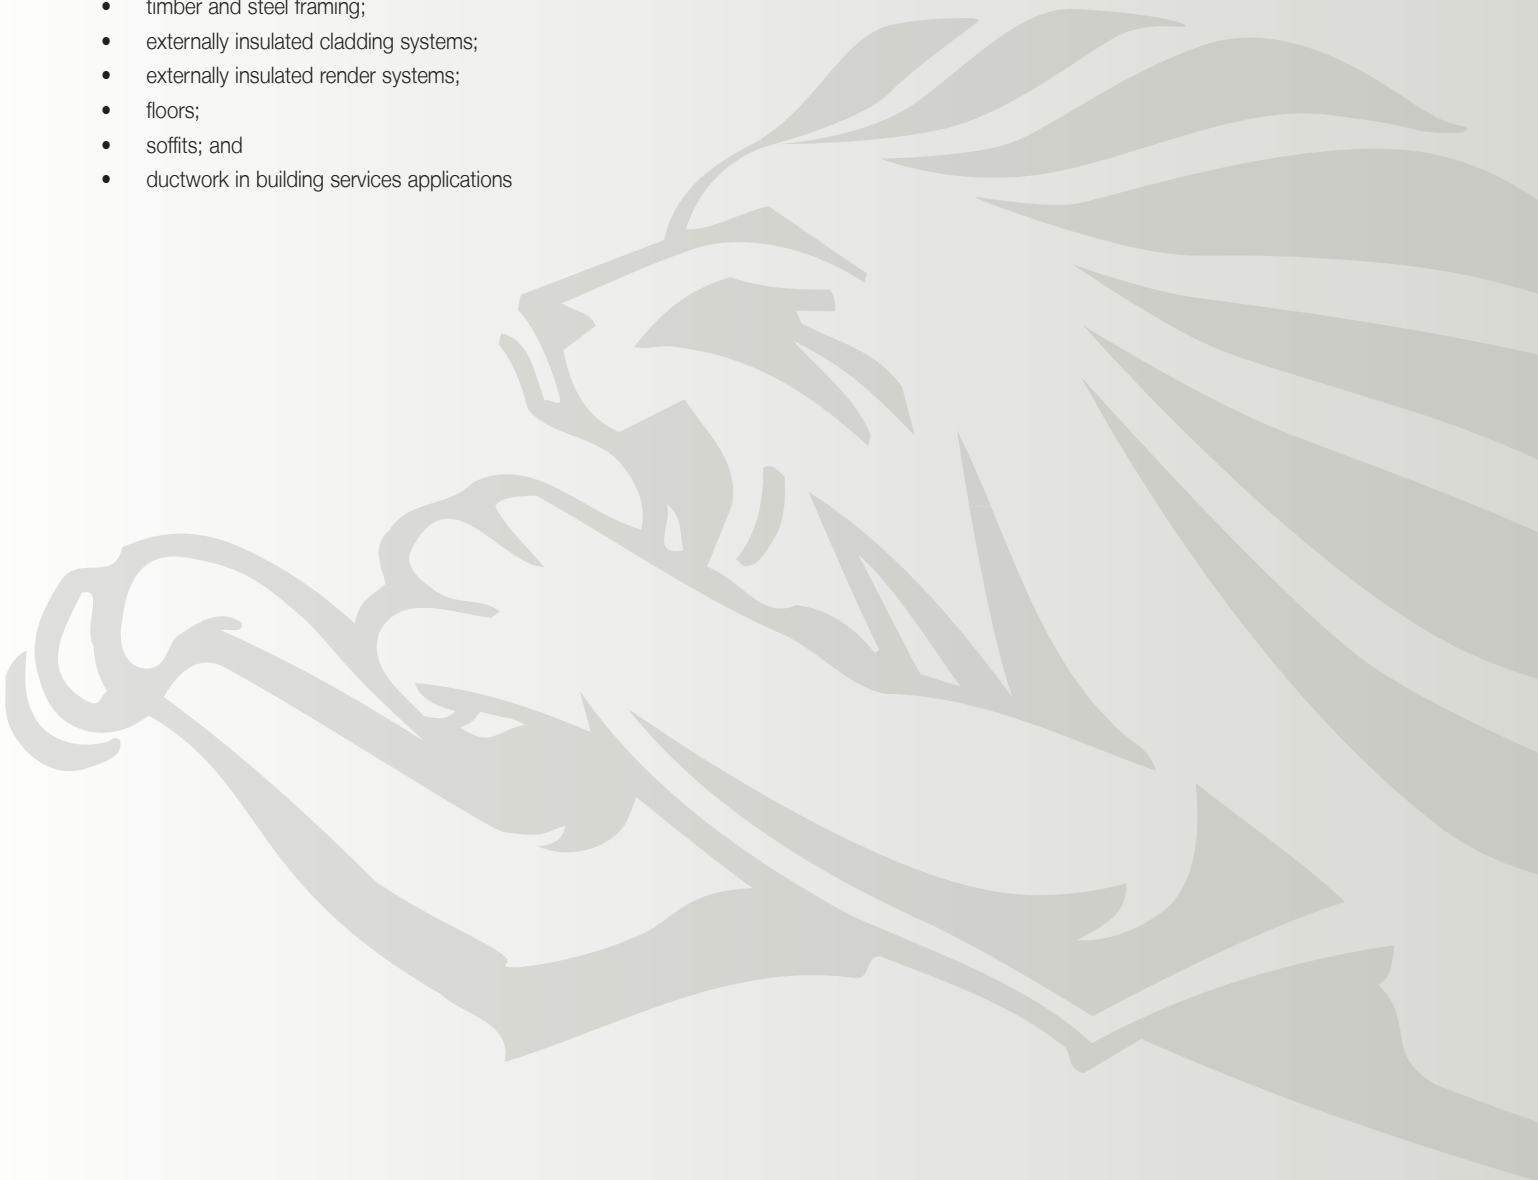 • timber and steel framing;
• externally insulated cladding systems;
• externally insulated render systems;
• floors;
• soffits; and
• ductwork in building services applications